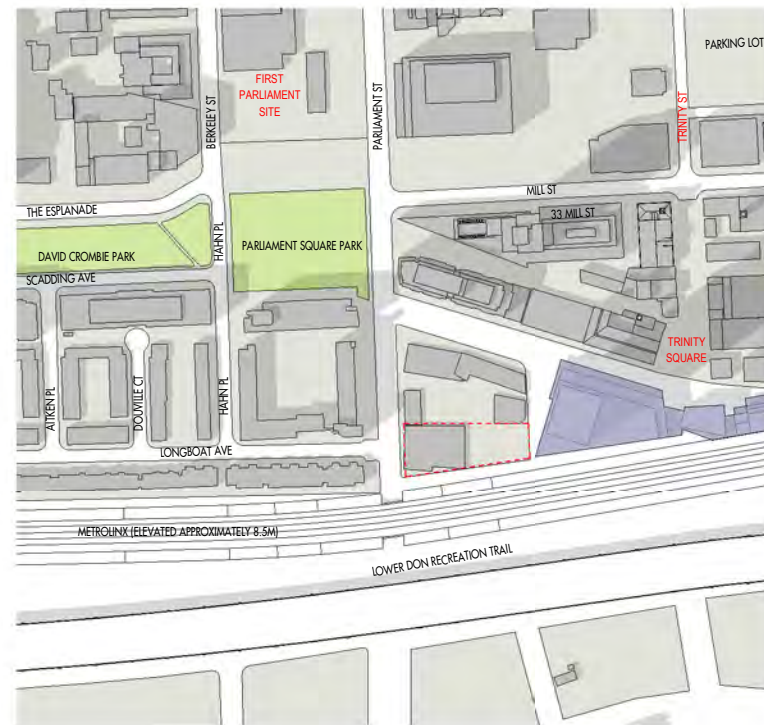 PARKING LOT
FIRST
PARLIAMENT
SITE
BERKELEY ST
PARLIAMENT ST
TRINITY ST
MILL ST
THE ESPLANADE
33 MILL ST
HAHN PL
PARLIAMENT SQUARE PARK
DAVID CROMBIE PARK
SCADDING AVE
TRINITY
SQUARE
AITKEN PL
DOUVILLE CT
HAHN PL
LONGBOAT AVE
METROLINX (ELEVATED APPROXIMATELY 8.5M)
LOWER DON RECREATION TRAIL